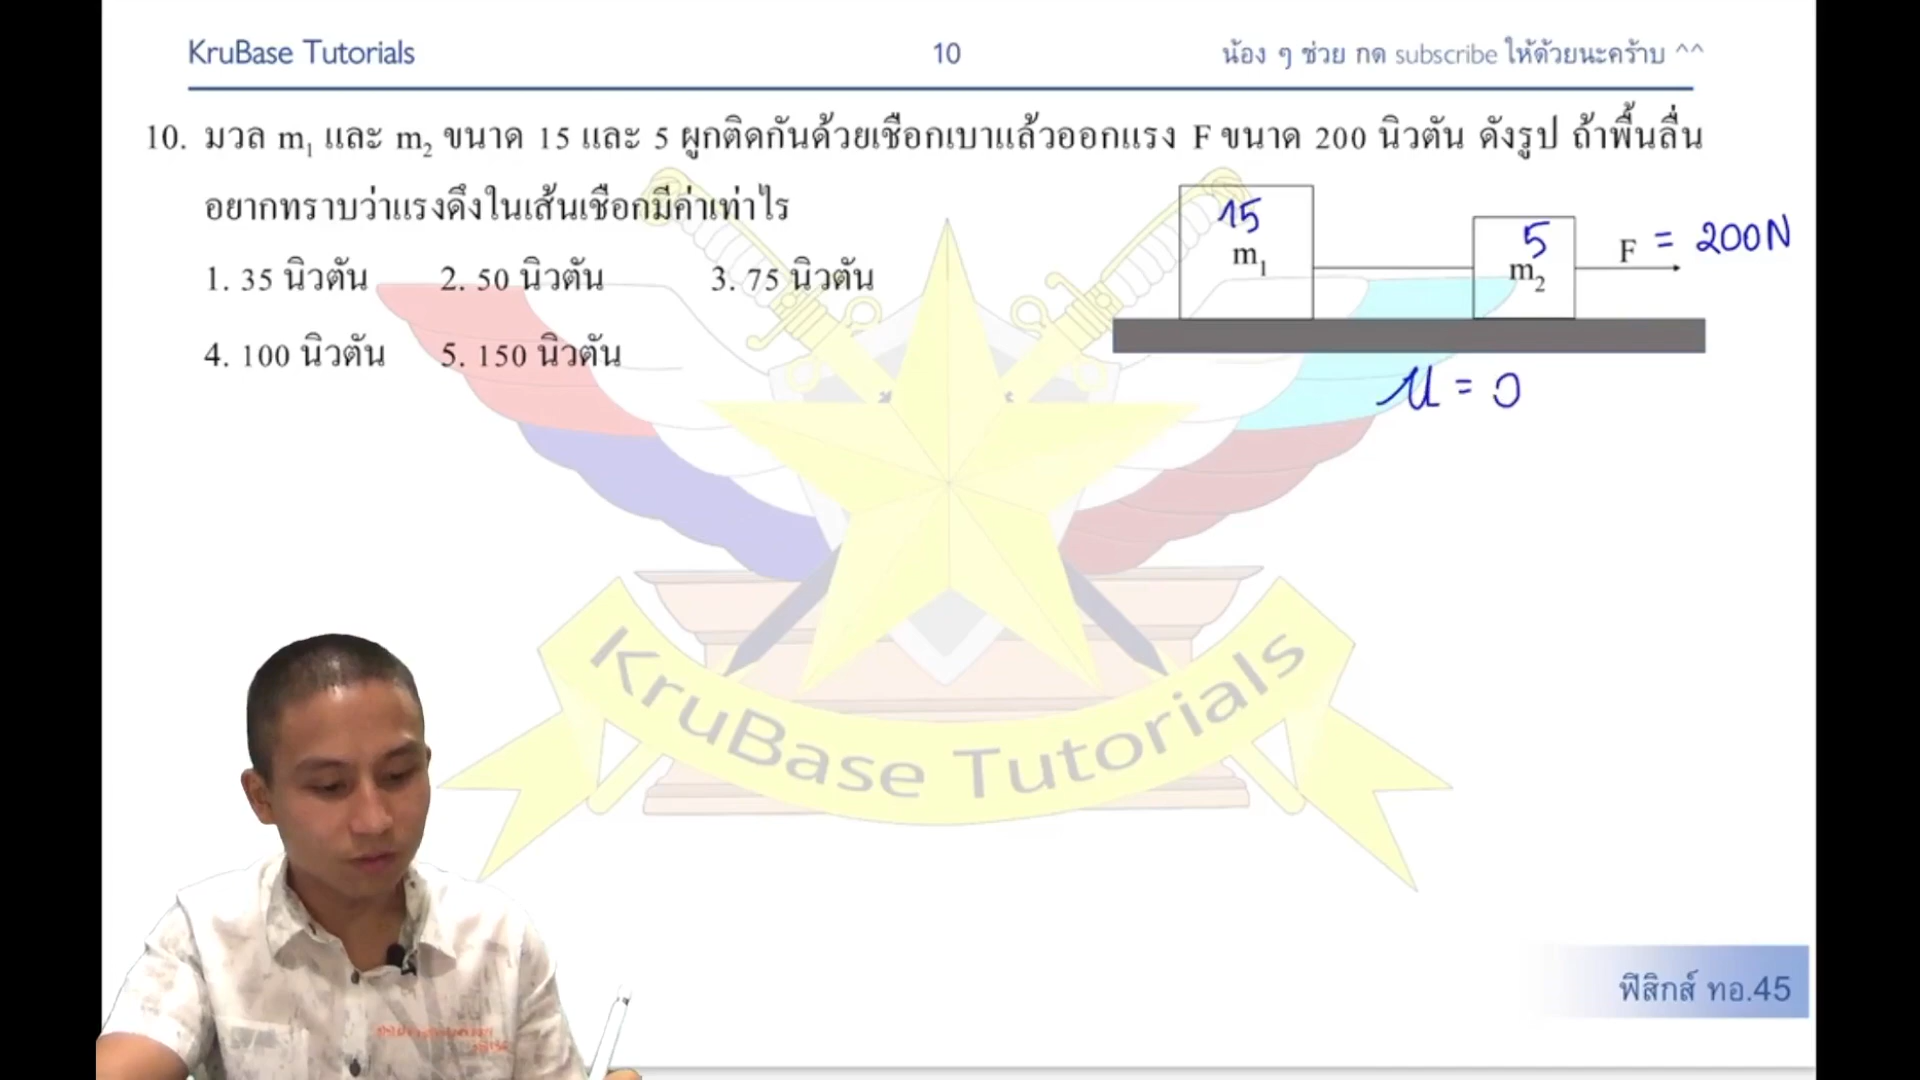 KruBase Tutorials 10 น้อง ๆ ช่วย กด subscribe ให้ด้วยนะคร้าบ ^^
10. มวล m₁ และ m₂ ขนาด 15 และ 5 ผูกติดกันด้วยเชือกเบาแล้วออกแรง F ขนาด 200 นิวตัน ดังรูป ถ้าพื้นลื่น
อยากทราบว่าแรงดึงในเส้นเชือกมีค่าเท่าไร
1. 35 นิวตัน 2. 50 นิวตัน 3. 75 นิวตัน
4. 100 นิวตัน 5. 150 นิวตัน
15
m₁
5
m₂
F = 200N
μ = 0
KruBase Tutorials
ฟิสิกส์ ทอ.45